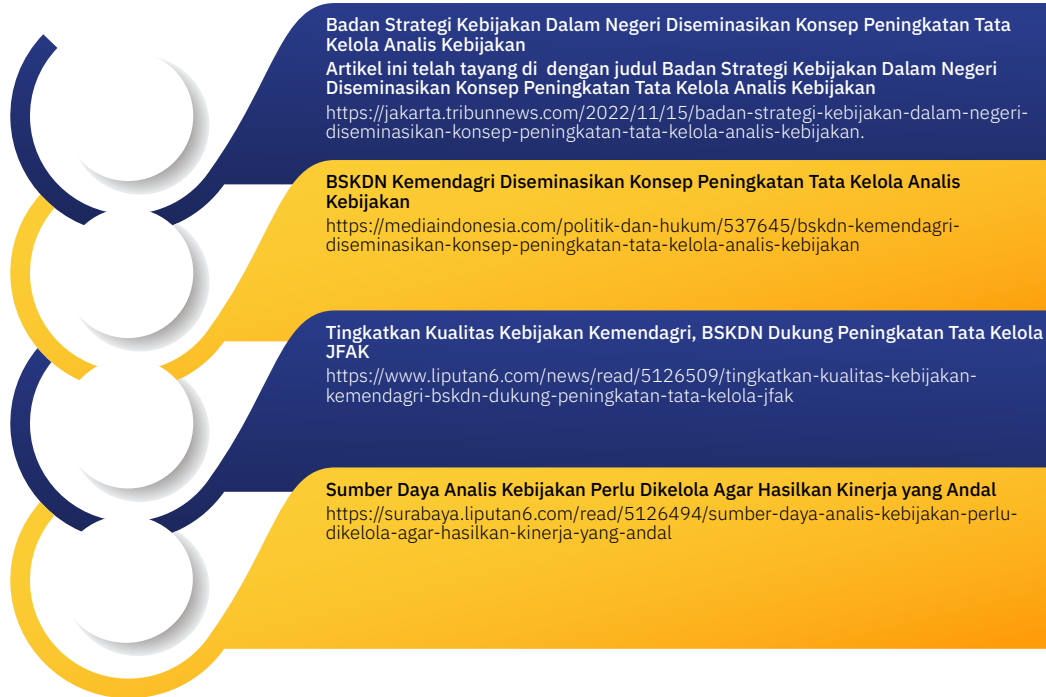 Badan Strategi Kebijakan Dalam Negeri Diseminasikan Konsep Peningkatan Tata
Kelola Analis Kebijakan
Artikel ini telah tayang di  dengan judul Badan Strategi Kebijakan Dalam Negeri
Diseminasikan Konsep Peningkatan Tata Kelola Analis Kebijakan
https://jakarta.tribunnews.com/2022/11/15/badan-strategi-kebijakan-dalam-negeri-
diseminasikan-konsep-peningkatan-tata-kelola-analis-kebijakan.
BSKDN Kemendagri Diseminasikan Konsep Peningkatan Tata Kelola Analis
Kebijakan
https://mediaindonesia.com/politik-dan-hukum/537645/bskdn-kemendagri-
diseminasikan-konsep-peningkatan-tata-kelola-analis-kebijakan
Tingkatkan Kualitas Kebijakan Kemendagri, BSKDN Dukung Peningkatan Tata Kelola
JFAK
https://www.liputan6.com/news/read/5126509/tingkatkan-kualitas-kebijakan-
kemendagri-bskdn-dukung-peningkatan-tata-kelola-jfak
Sumber Daya Analis Kebijakan Perlu Dikelola Agar Hasilkan Kinerja yang Andal
https://surabaya.liputan6.com/read/5126494/sumber-daya-analis-kebijakan-perlu-
dikelola-agar-hasilkan-kinerja-yang-andal